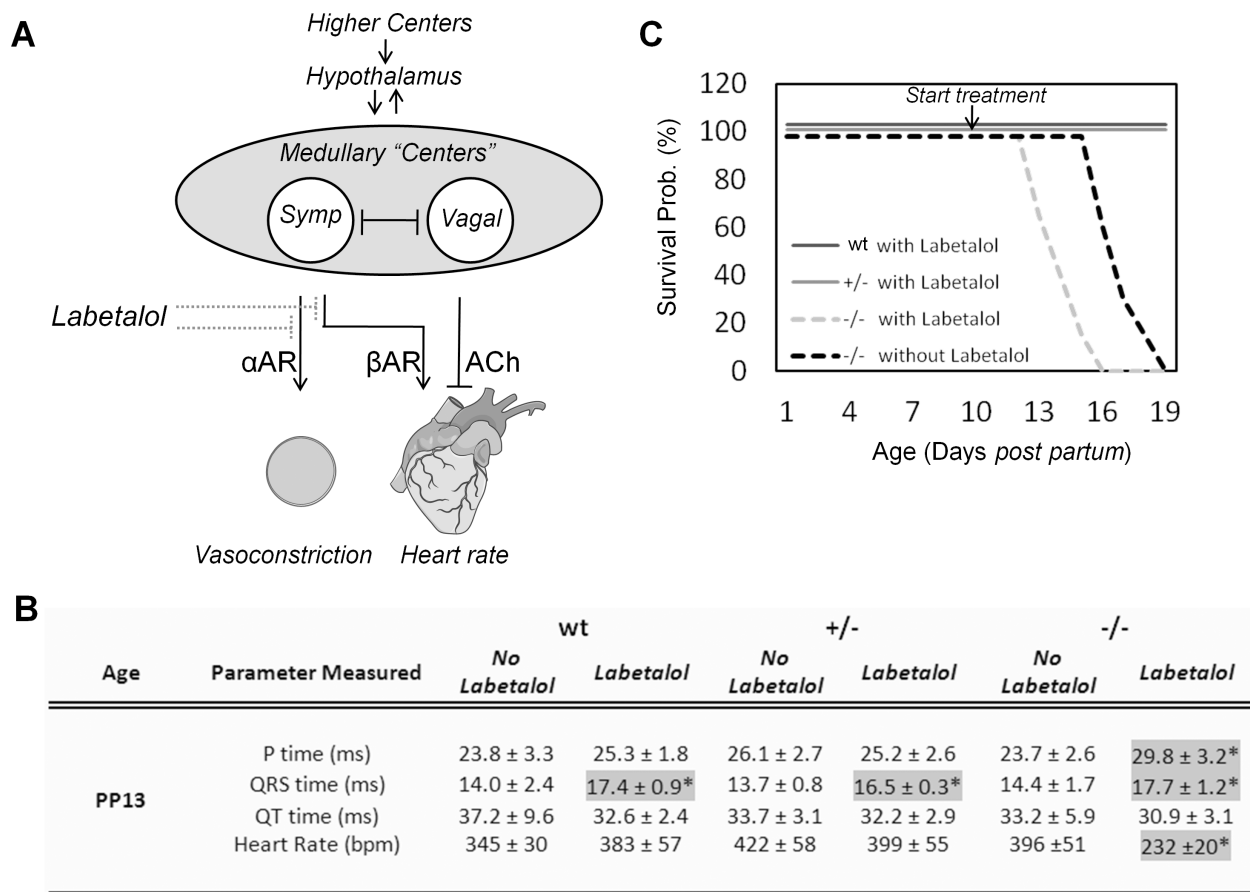 A
Higher Centers
Hypothalamus
Medullary “Centers”
Symp
Vagal
Labetalol
αAR
βAR
ACh
Vasoconstriction
Heart rate
C
120
100
80
60
40
20
0
Survival Prob. (%)
Start treatment
wt with Labetalol
+/- with Labetalol
-/- with Labetalol
-/- without Labetalol
1 4 7 10 13 16 19
Age (Days post partum)
B
wt +/- -/-
Age Parameter Measured No Labetalol Labetalol No Labetalol Labetalol No Labetalol Labetalol
P time (ms) 23.8 ± 3.3 25.3 ± 1.8 26.1 ± 2.7 25.2 ± 2.6 23.7 ± 2.6 29.8 ± 3.2*
PP13 QRS time (ms) 14.0 ± 2.4 17.4 ± 0.9* 13.7 ± 0.8 16.5 ± 0.3* 14.4 ± 1.7 17.7 ± 1.2*
QT time (ms) 37.2 ± 9.6 32.6 ± 2.4 33.7 ± 3.1 32.2 ± 2.9 33.2 ± 5.9 30.9 ± 3.1
Heart Rate (bpm) 345 ± 30 383 ± 57 422 ± 58 399 ± 55 396 ±51 232 ±20*